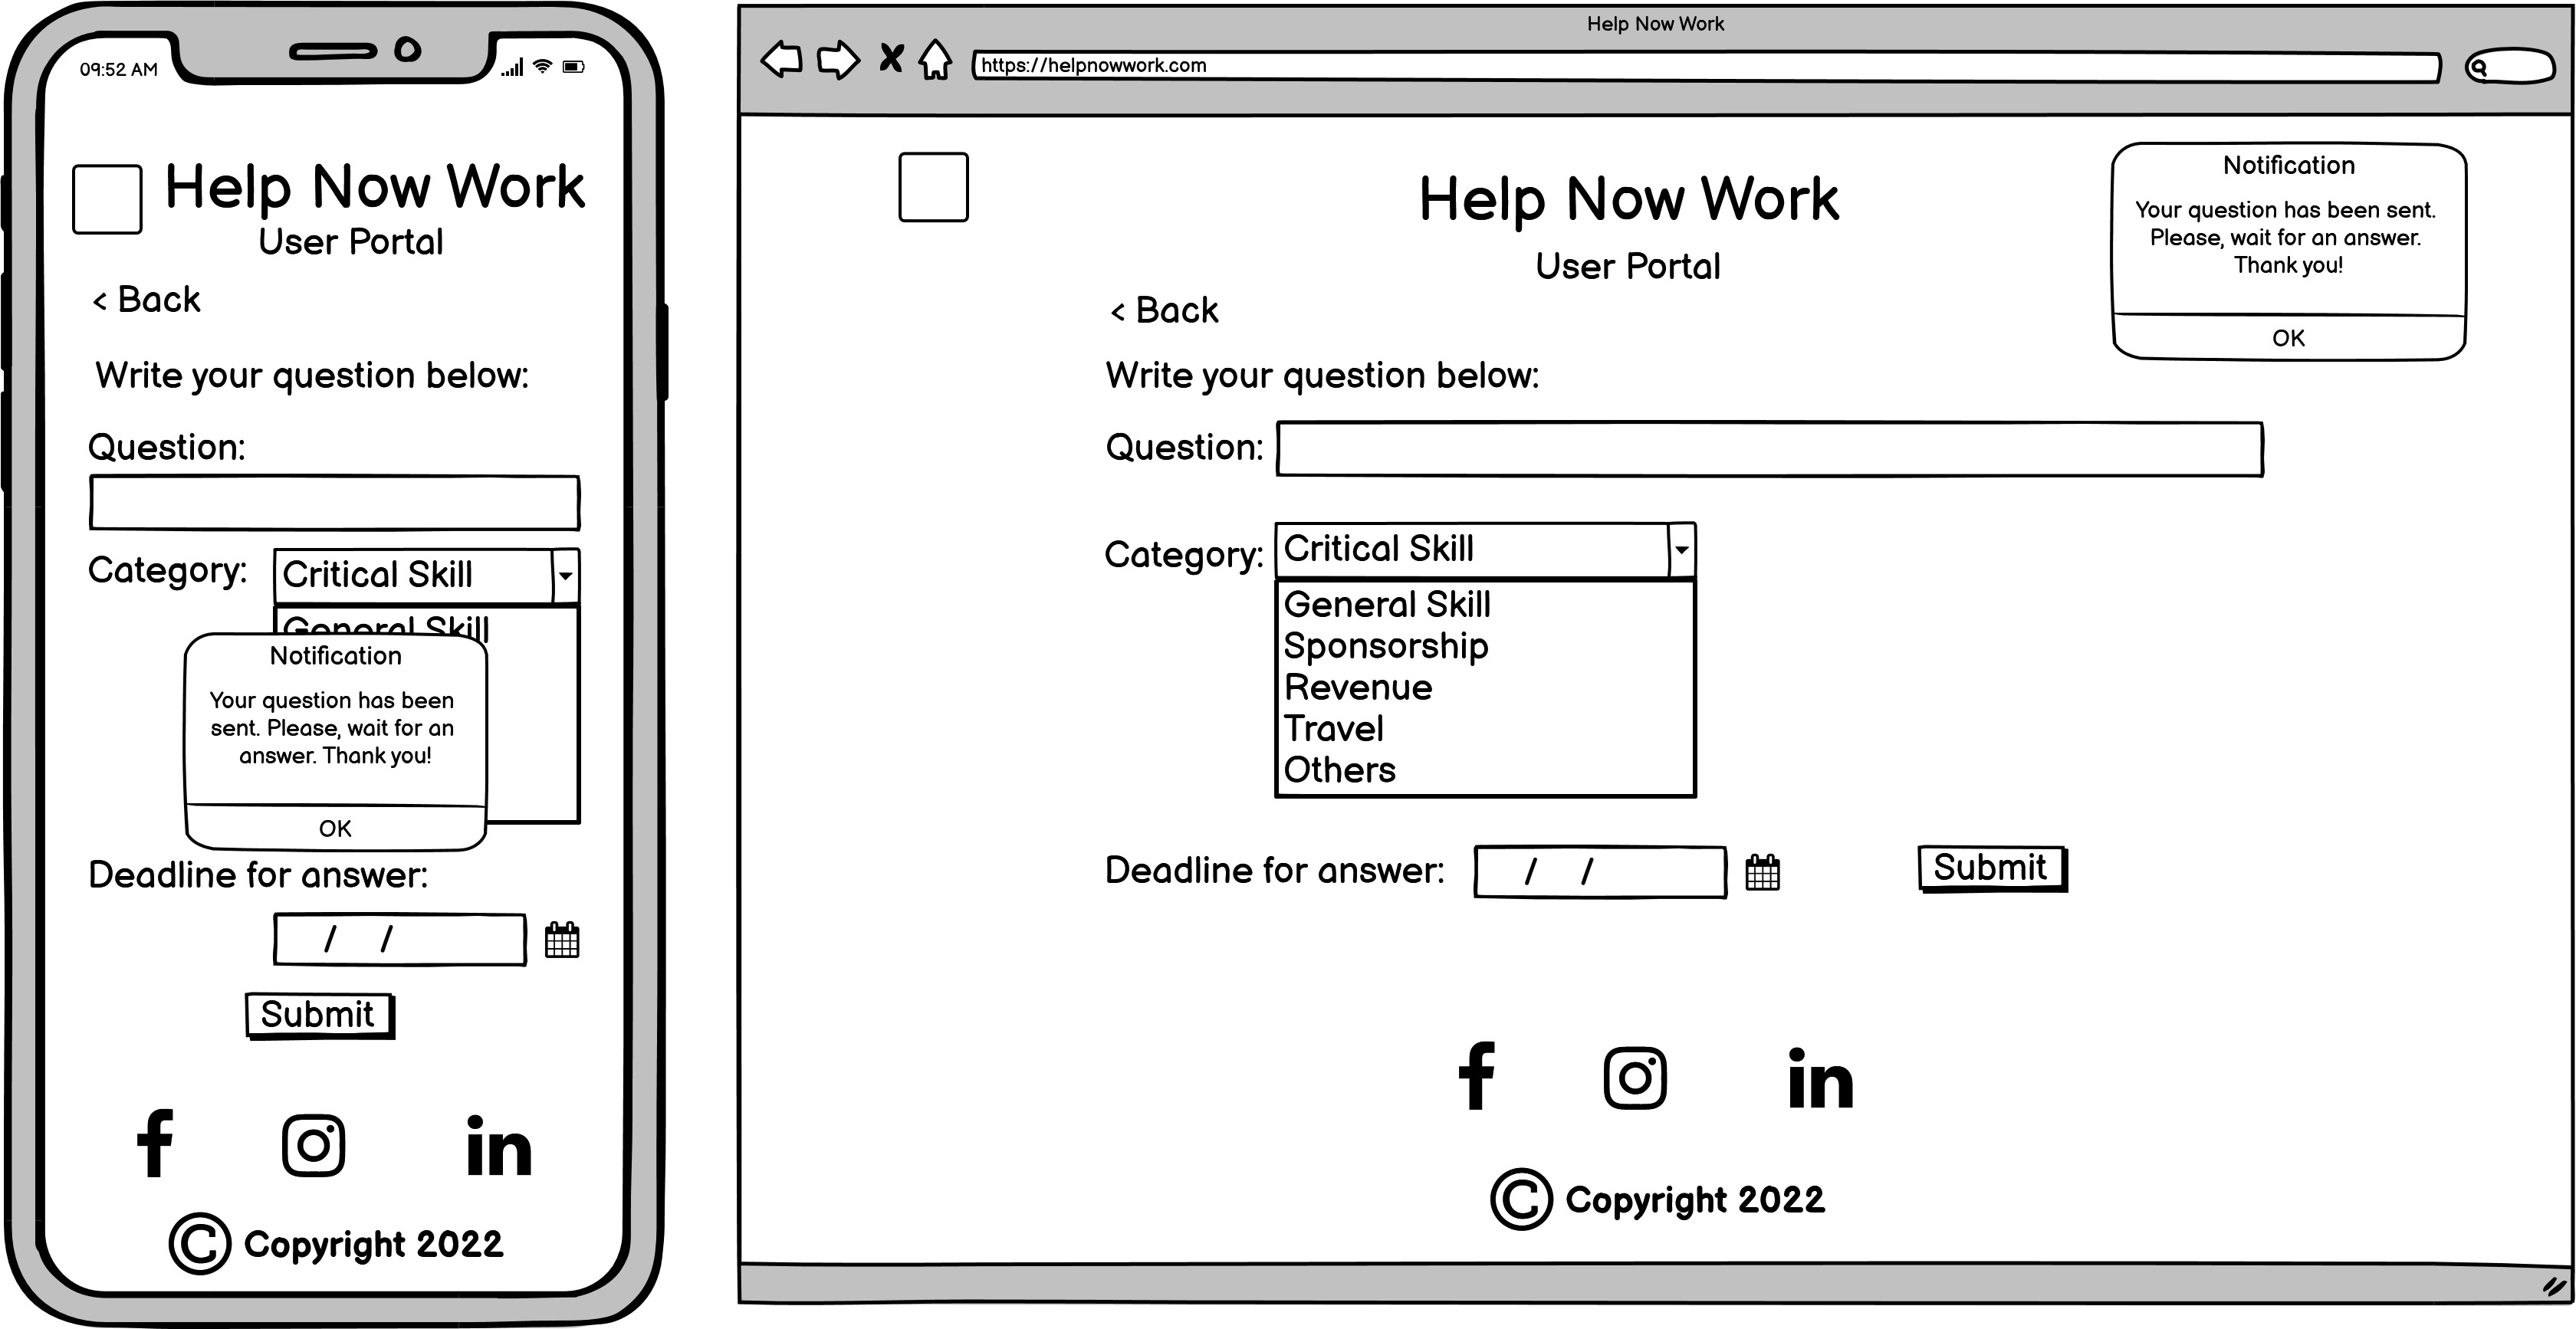 09:52 AM
Help Now Work
User Portal
< Back
Write your question below:
Question:
Category:
Critical Skill
General Skill
Notification
Your question has been
sent. Please, wait for an
answer. Thank you!
OK
Deadline for answer:
/ /
Submit
f
in
© Copyright 2022
Help Now Work
https://helpnowwork.com
Help Now Work
User Portal
Notification
Your question has been sent.
Please, wait for an answer.
Thank you!
OK
< Back
Write your question below:
Question:
Category:
Critical Skill
General Skill
Sponsorship
Revenue
Travel
Others
Deadline for answer:
/ /
Submit
f
in
© Copyright 2022